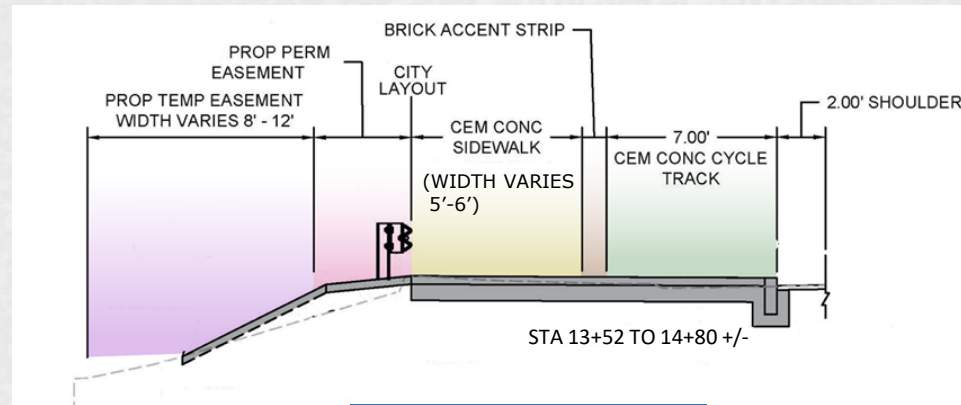 BRICK ACCENT STRIP
PROP PERM
EASEMENT
CITY
LAYOUT
PROP TEMP EASEMENT
WIDTH VARIES 8' - 12'
2.00' SHOULDER
CEM CONC
SIDEWALK
7.00'
CEM CONC CYCLE
TRACK
(WIDTH VARIES
5’-6’)
STA 13+52 TO 14+80 +/-